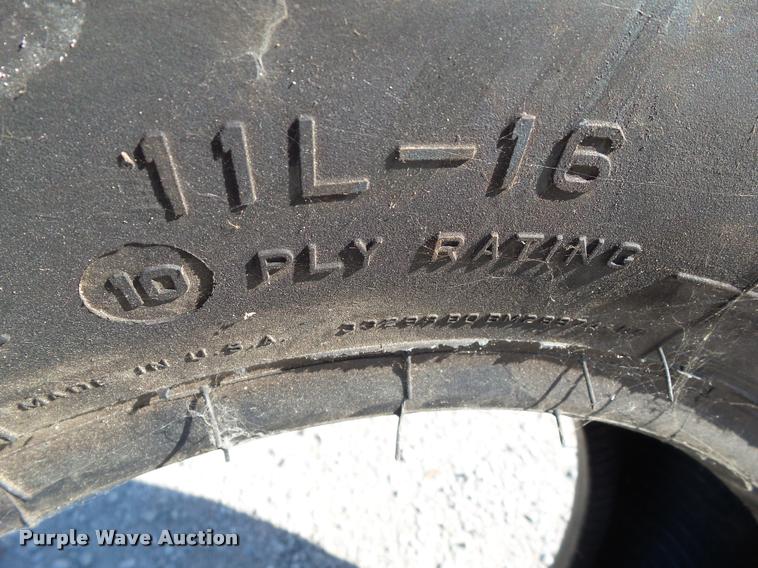 11L-16
10 PLY RATING
MADE IN U.S.A.
Purple Wave Auction